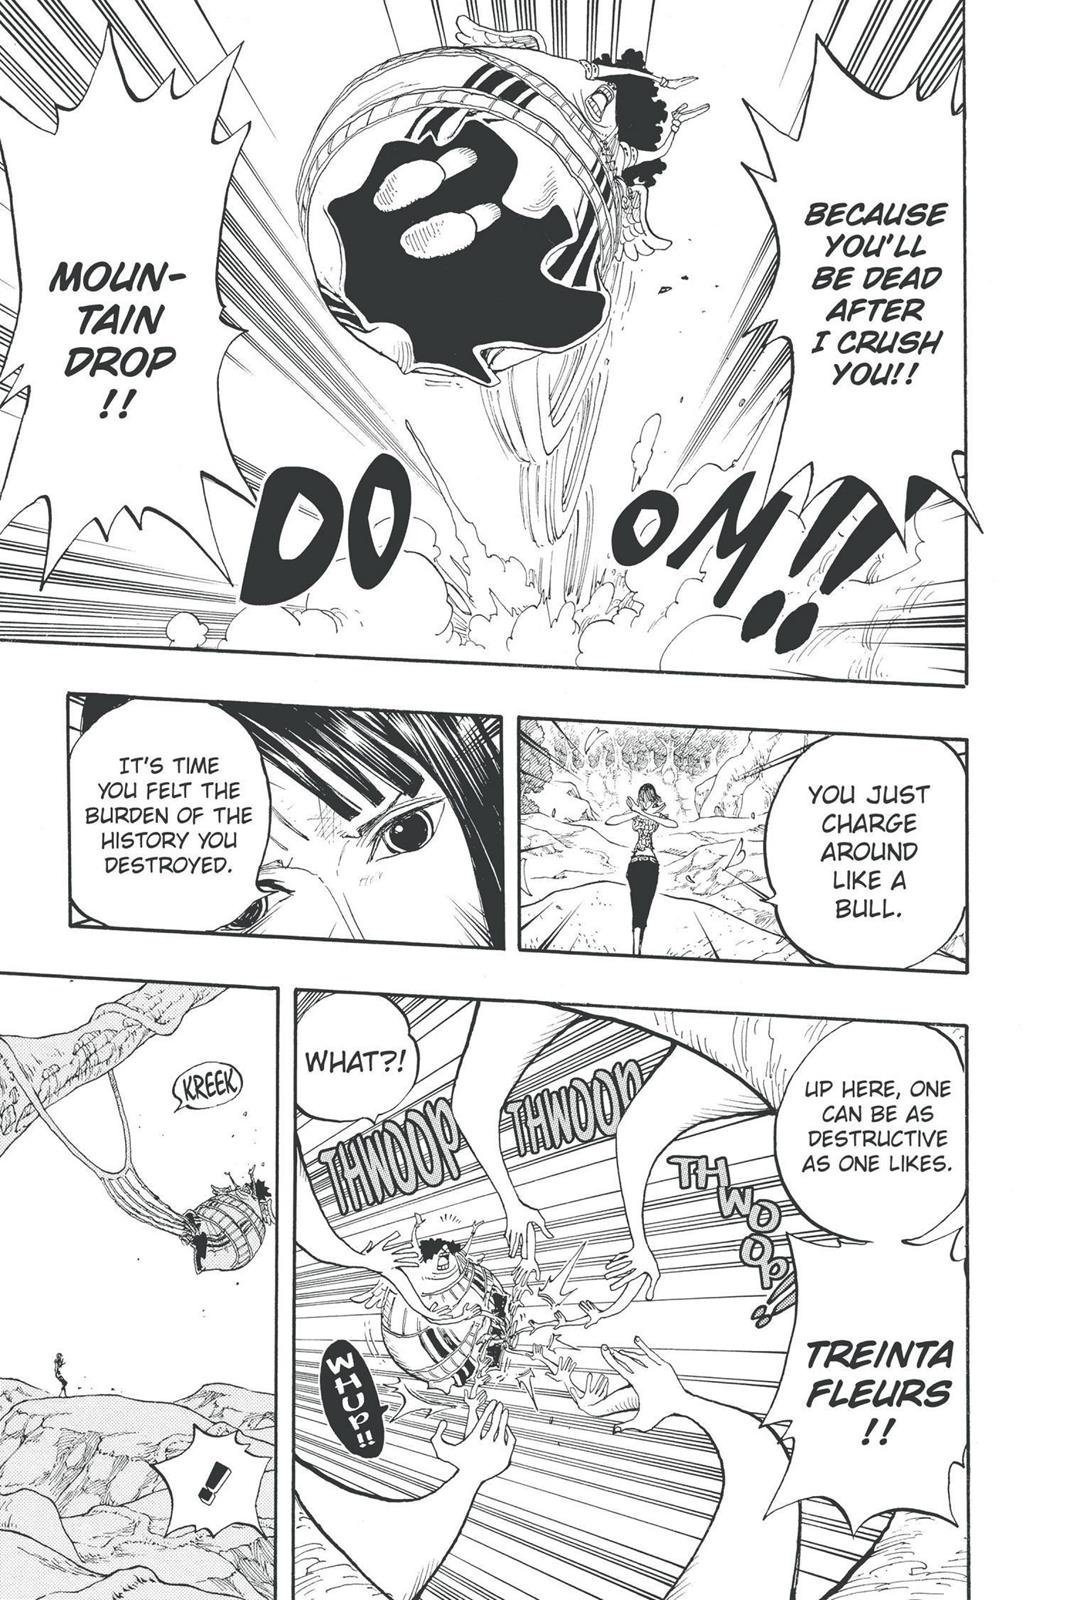 BECAUSE
YOU'LL
BE DEAD
AFTER
I CRUSH
YOU!!
MOUN-
TAIN
DROP
!!
DOOM!!
YOU JUST
CHARGE
AROUND
LIKE A
BULL.
IT'S TIME
YOU FELT THE
BURDEN OF THE
HISTORY YOU
DESTROYED.
UP HERE, ONE
CAN BE AS
DESTRUCTIVE
AS ONE LIKES.
TREINTA
FLEURS
!!
THWOOP!!
THWOOP
THWOOP
WHAT?!
WHUP!!
KREEK
!